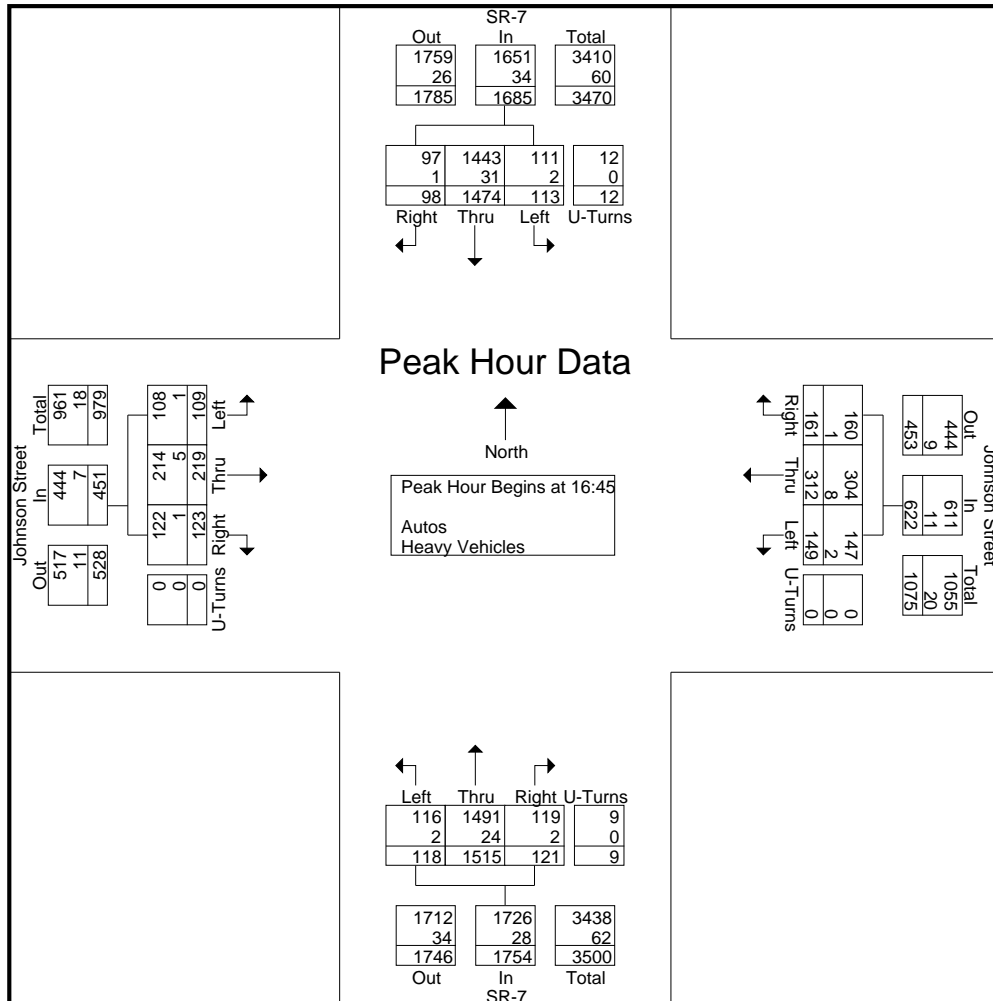 SR-7
Out In Total
1759 1651 3410
26 34 60
1785 1685 3470
97 1443 111 12
1 31 2 0
98 1474 113 12
Right Thru Left U-Turns
Peak Hour Data
North
Peak Hour Begins at 16:45
Autos
Heavy Vehicles
Johnson Street
Total In Out
961 444 517
18 7 11
979 451 528
108 214 122 0
1 5 1 0
109 219 123 0
Left Thru Right U-Turns
Johnson Street
Out In Total
444 611 1055
9 11 20
453 622 1075
160 304 147 0
1 8 2 0
161 312 149 0
Right Thru Left U-Turns
Left Thru Right U-Turns
116 1491 119 9
2 24 2 0
118 1515 121 9
1712 1726 3438
34 28 62
1746 1754 3500
Out In Total
SR-7